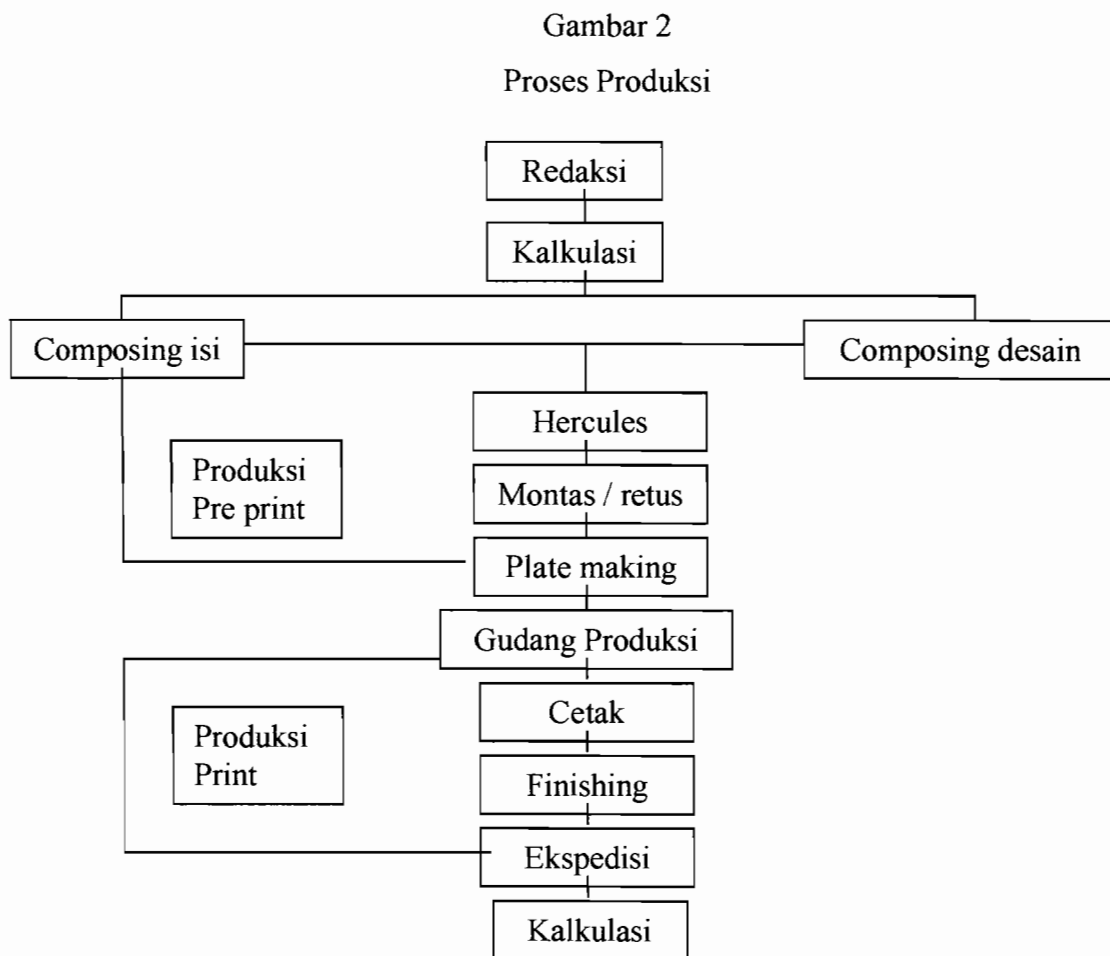 Gambar 2
Proses Produksi
Redaksi
Kalkulasi
Composing isi
Composing desain
Hercules
Produksi
Pre print
Montas / retus
Plate making
Gudang Produksi
Cetak
Produksi
Print
Finishing
Ekspedisi
Kalkulasi